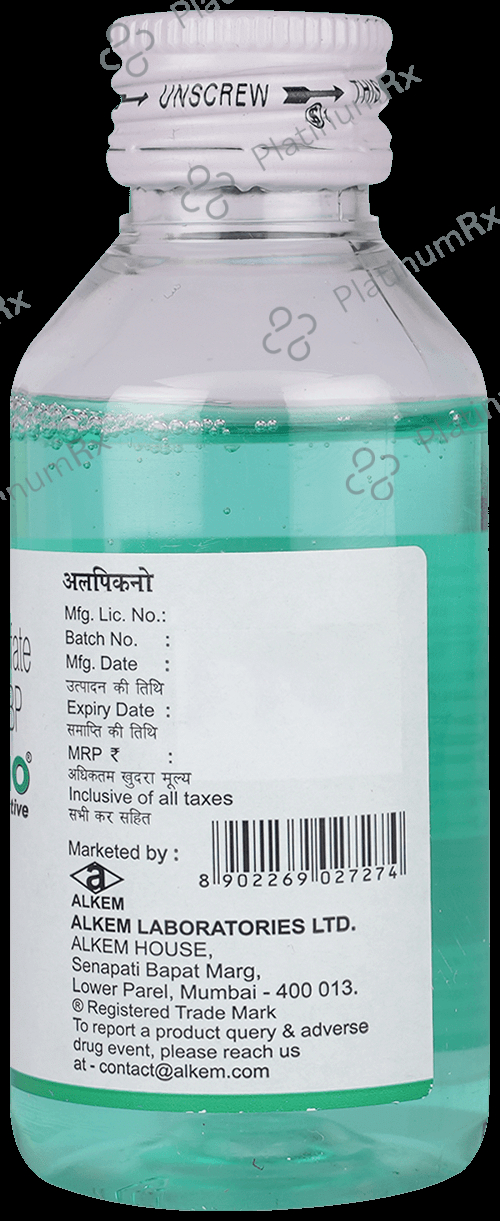 UNSCREW
PlatinumRx
PlatinumRx
PlatinumRx
अलपिकनो
Mfg. Lic. No.:
Batch No. :
Mfg. Date :
उत्पादन की तिथि
Expiry Date :
समाप्ति की तिथि
MRP ₹ :
अधिकतम खुदरा मूल्य
Inclusive of all taxes
सभी कर सहित
Marketed by :
8 902269 027274
a
ALKEM
ALKEM LABORATORIES LTD.
ALKEM HOUSE,
Senapati Bapat Marg,
Lower Parel, Mumbai - 400 013.
® Registered Trade Mark
To report a product query & adverse
drug event, please reach us
at - contact@alkem.com